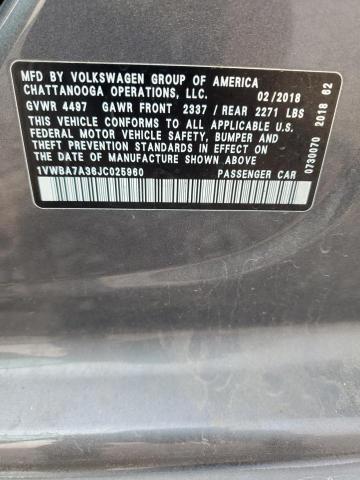 MFD BY VOLKSWAGEN GROUP OF AMERICA
CHATTANOOGA OPERATIONS, LLC. 02/2018
GVWR 4497 GAWR FRONT 2337 / REAR 2271 LBS
THIS VEHICLE CONFORMS TO ALL APPLICABLE U.S.
FEDERAL MOTOR VEHICLE SAFETY, BUMPER AND
THEFT PREVENTION STANDARDS IN EFFECT ON THE
DATE OF MANUFACTURE SHOWN ABOVE.
1VWBA7A36JC025960 PASSENGER CAR
0730070 2018 62